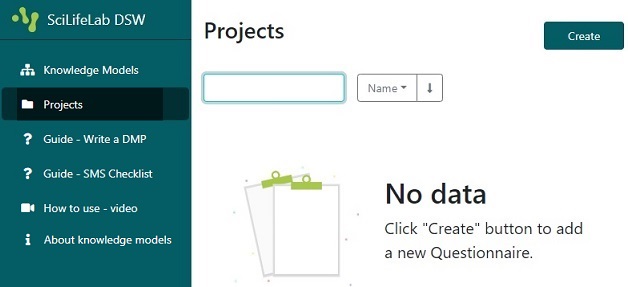 SciLifeLab DSW
Knowledge Models
Projects
Guide - Write a DMP
Guide - SMS Checklist
How to use - video
About knowledge models
Projects
Create
Name
No data
Click "Create" button to add
a new Questionnaire.